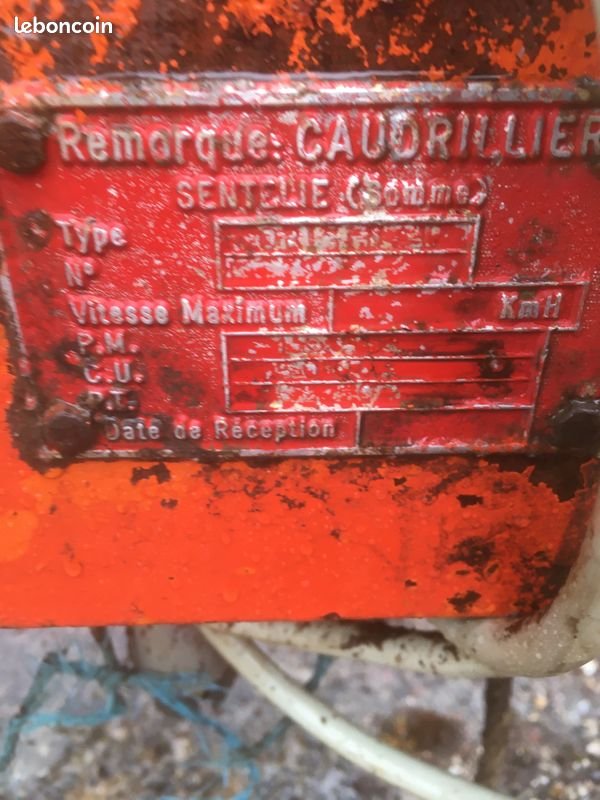 leboncoin
Remorque: CAUDRILLIER
SENTELIE (Somme)
Type
N°
Vitesse Maximum KmH
P.M.
C.U.
P.T.
Date de Réception